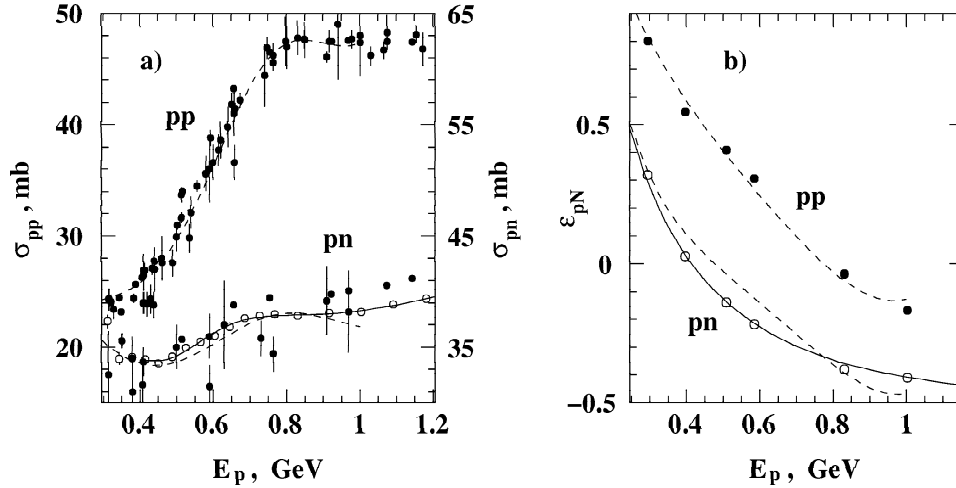 50
40
30
20
σpp , mb
a)
pp
pn
65
55
45
35
σpn , mb
0.4
0.6
0.8
1
1.2
Ep , GeV
b)
pp
pn
0.5
0
−0.5
εpN
0.4
0.6
0.8
1
Ep , GeV